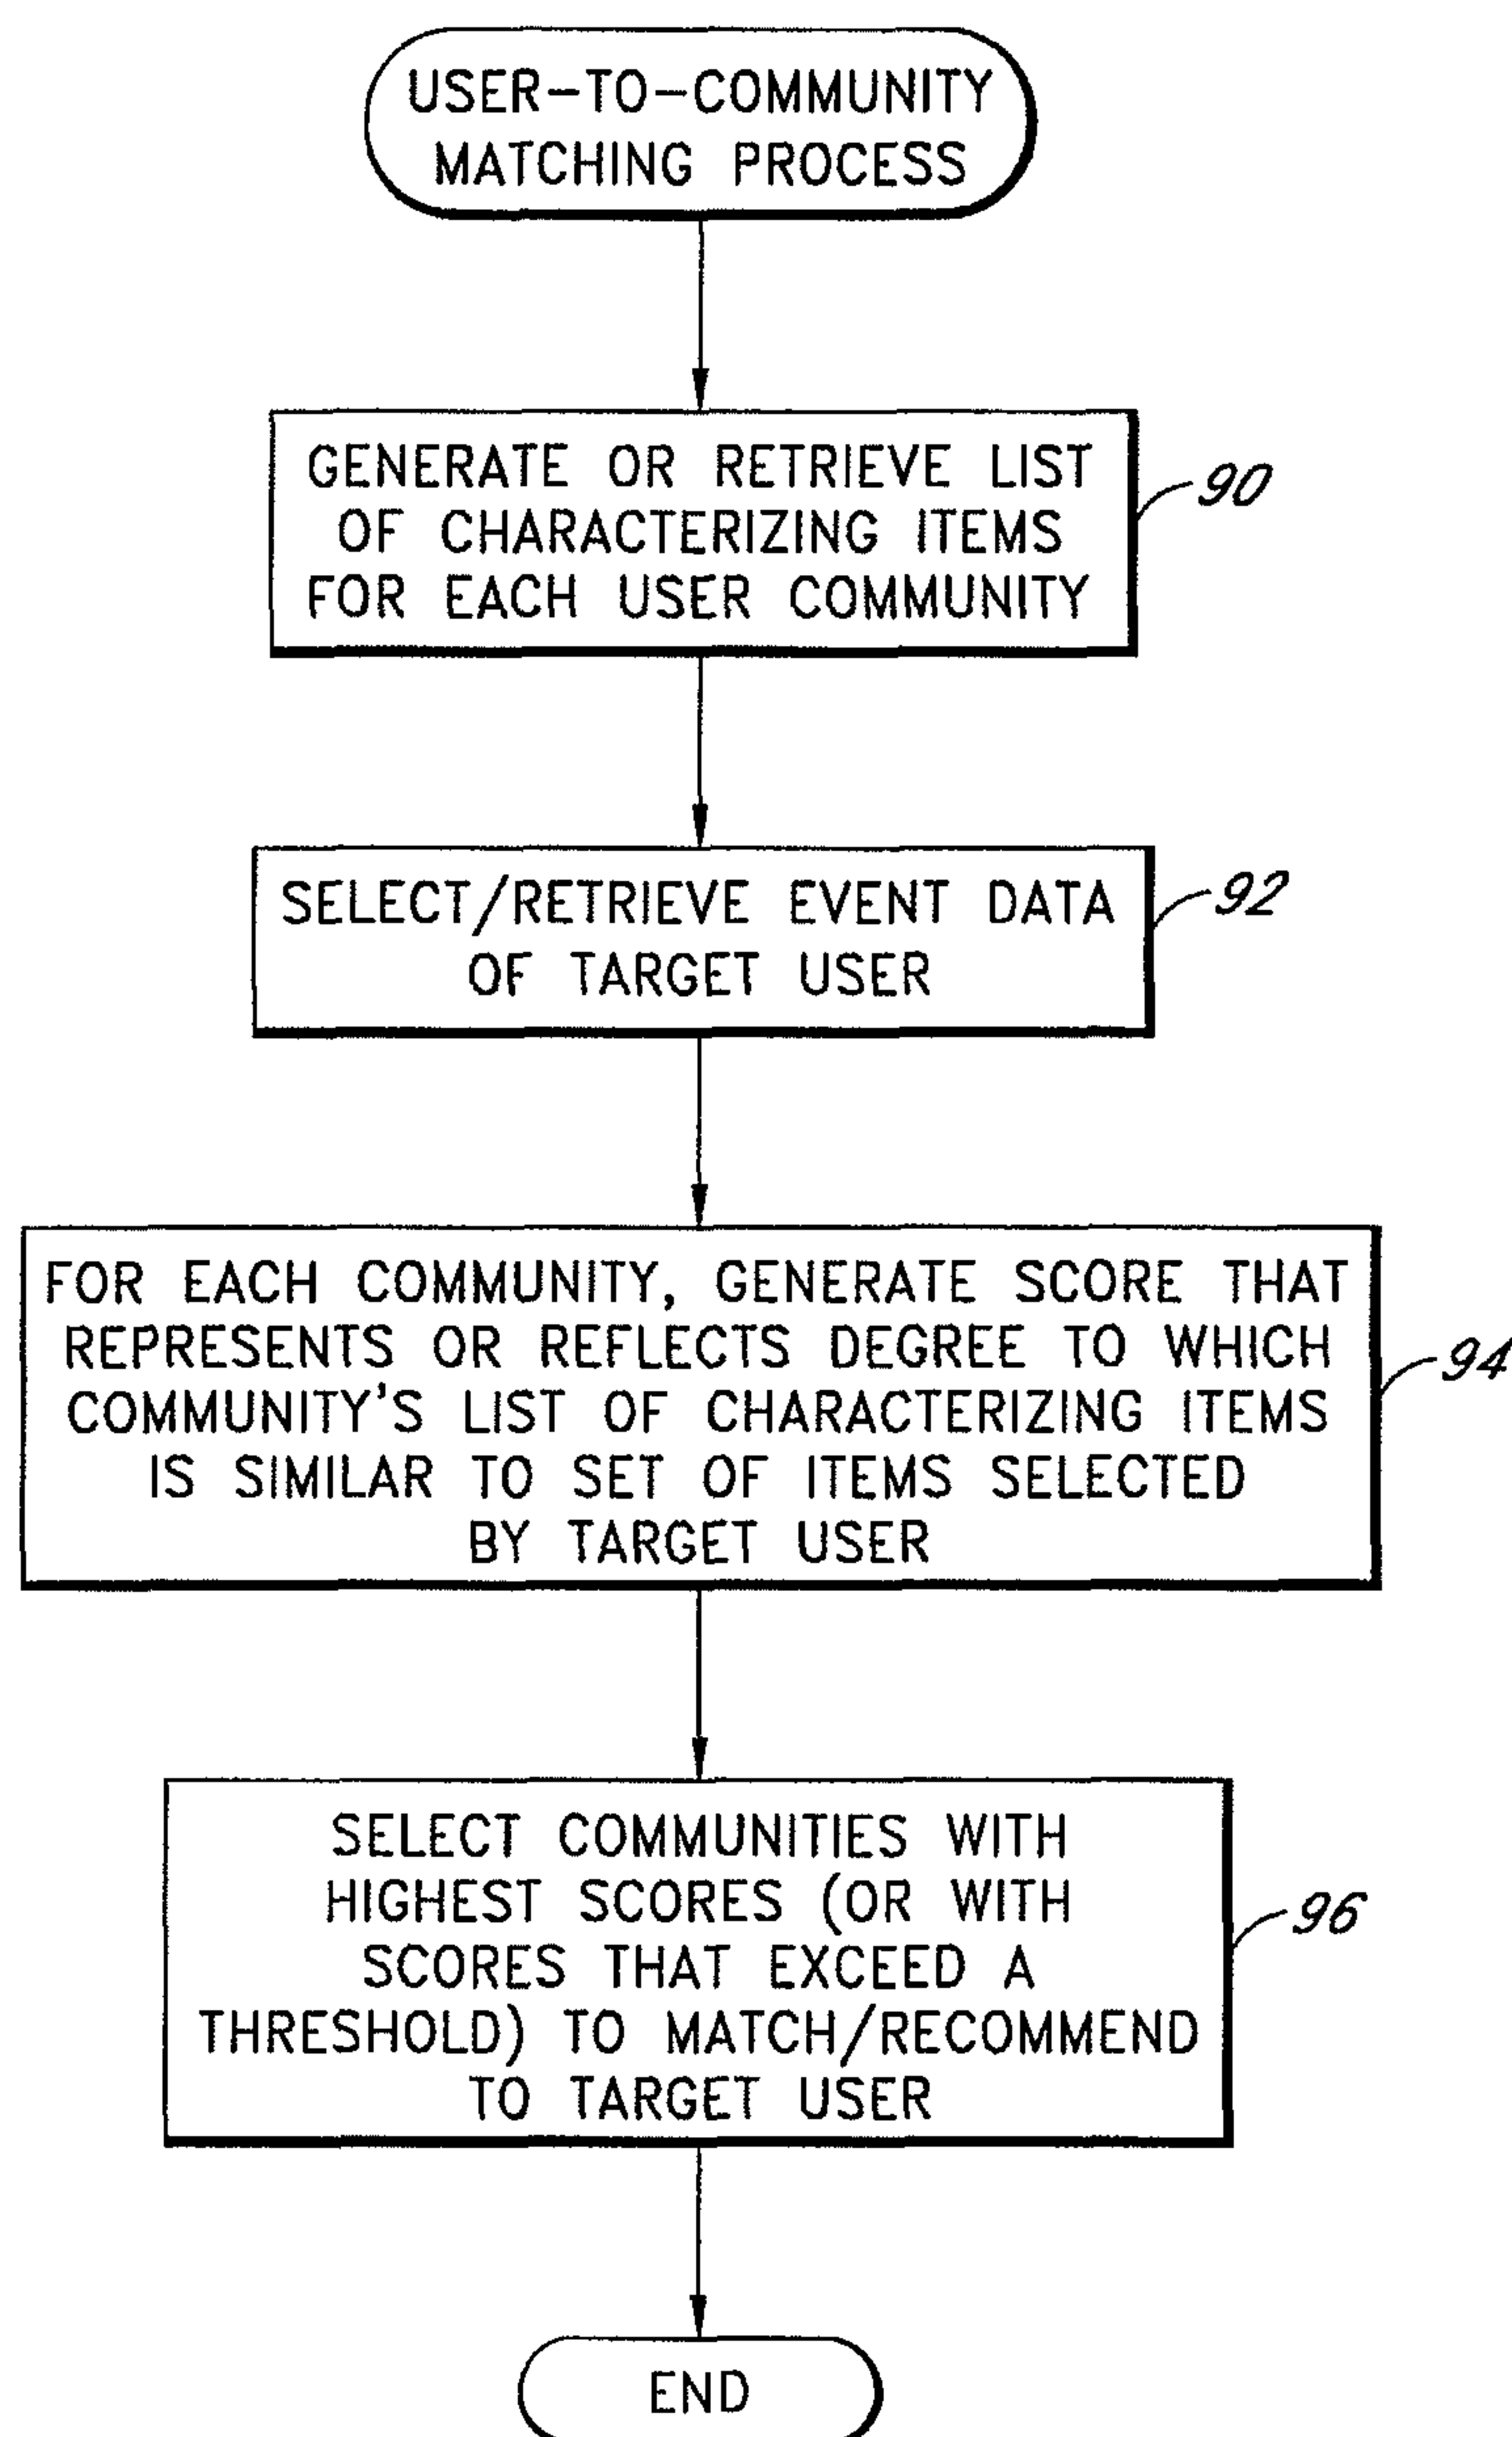 USER-TO-COMMUNITY
MATCHING PROCESS
GENERATE OR RETRIEVE LIST
OF CHARACTERIZING ITEMS
FOR EACH USER COMMUNITY
90
SELECT/RETRIEVE EVENT DATA
OF TARGET USER
92
FOR EACH COMMUNITY, GENERATE SCORE THAT
REPRESENTS OR REFLECTS DEGREE TO WHICH
COMMUNITY'S LIST OF CHARACTERIZING ITEMS
IS SIMILAR TO SET OF ITEMS SELECTED
BY TARGET USER
94
SELECT COMMUNITIES WITH
HIGHEST SCORES (OR WITH
SCORES THAT EXCEED A
THRESHOLD) TO MATCH/RECOMMEND
TO TARGET USER
96
END